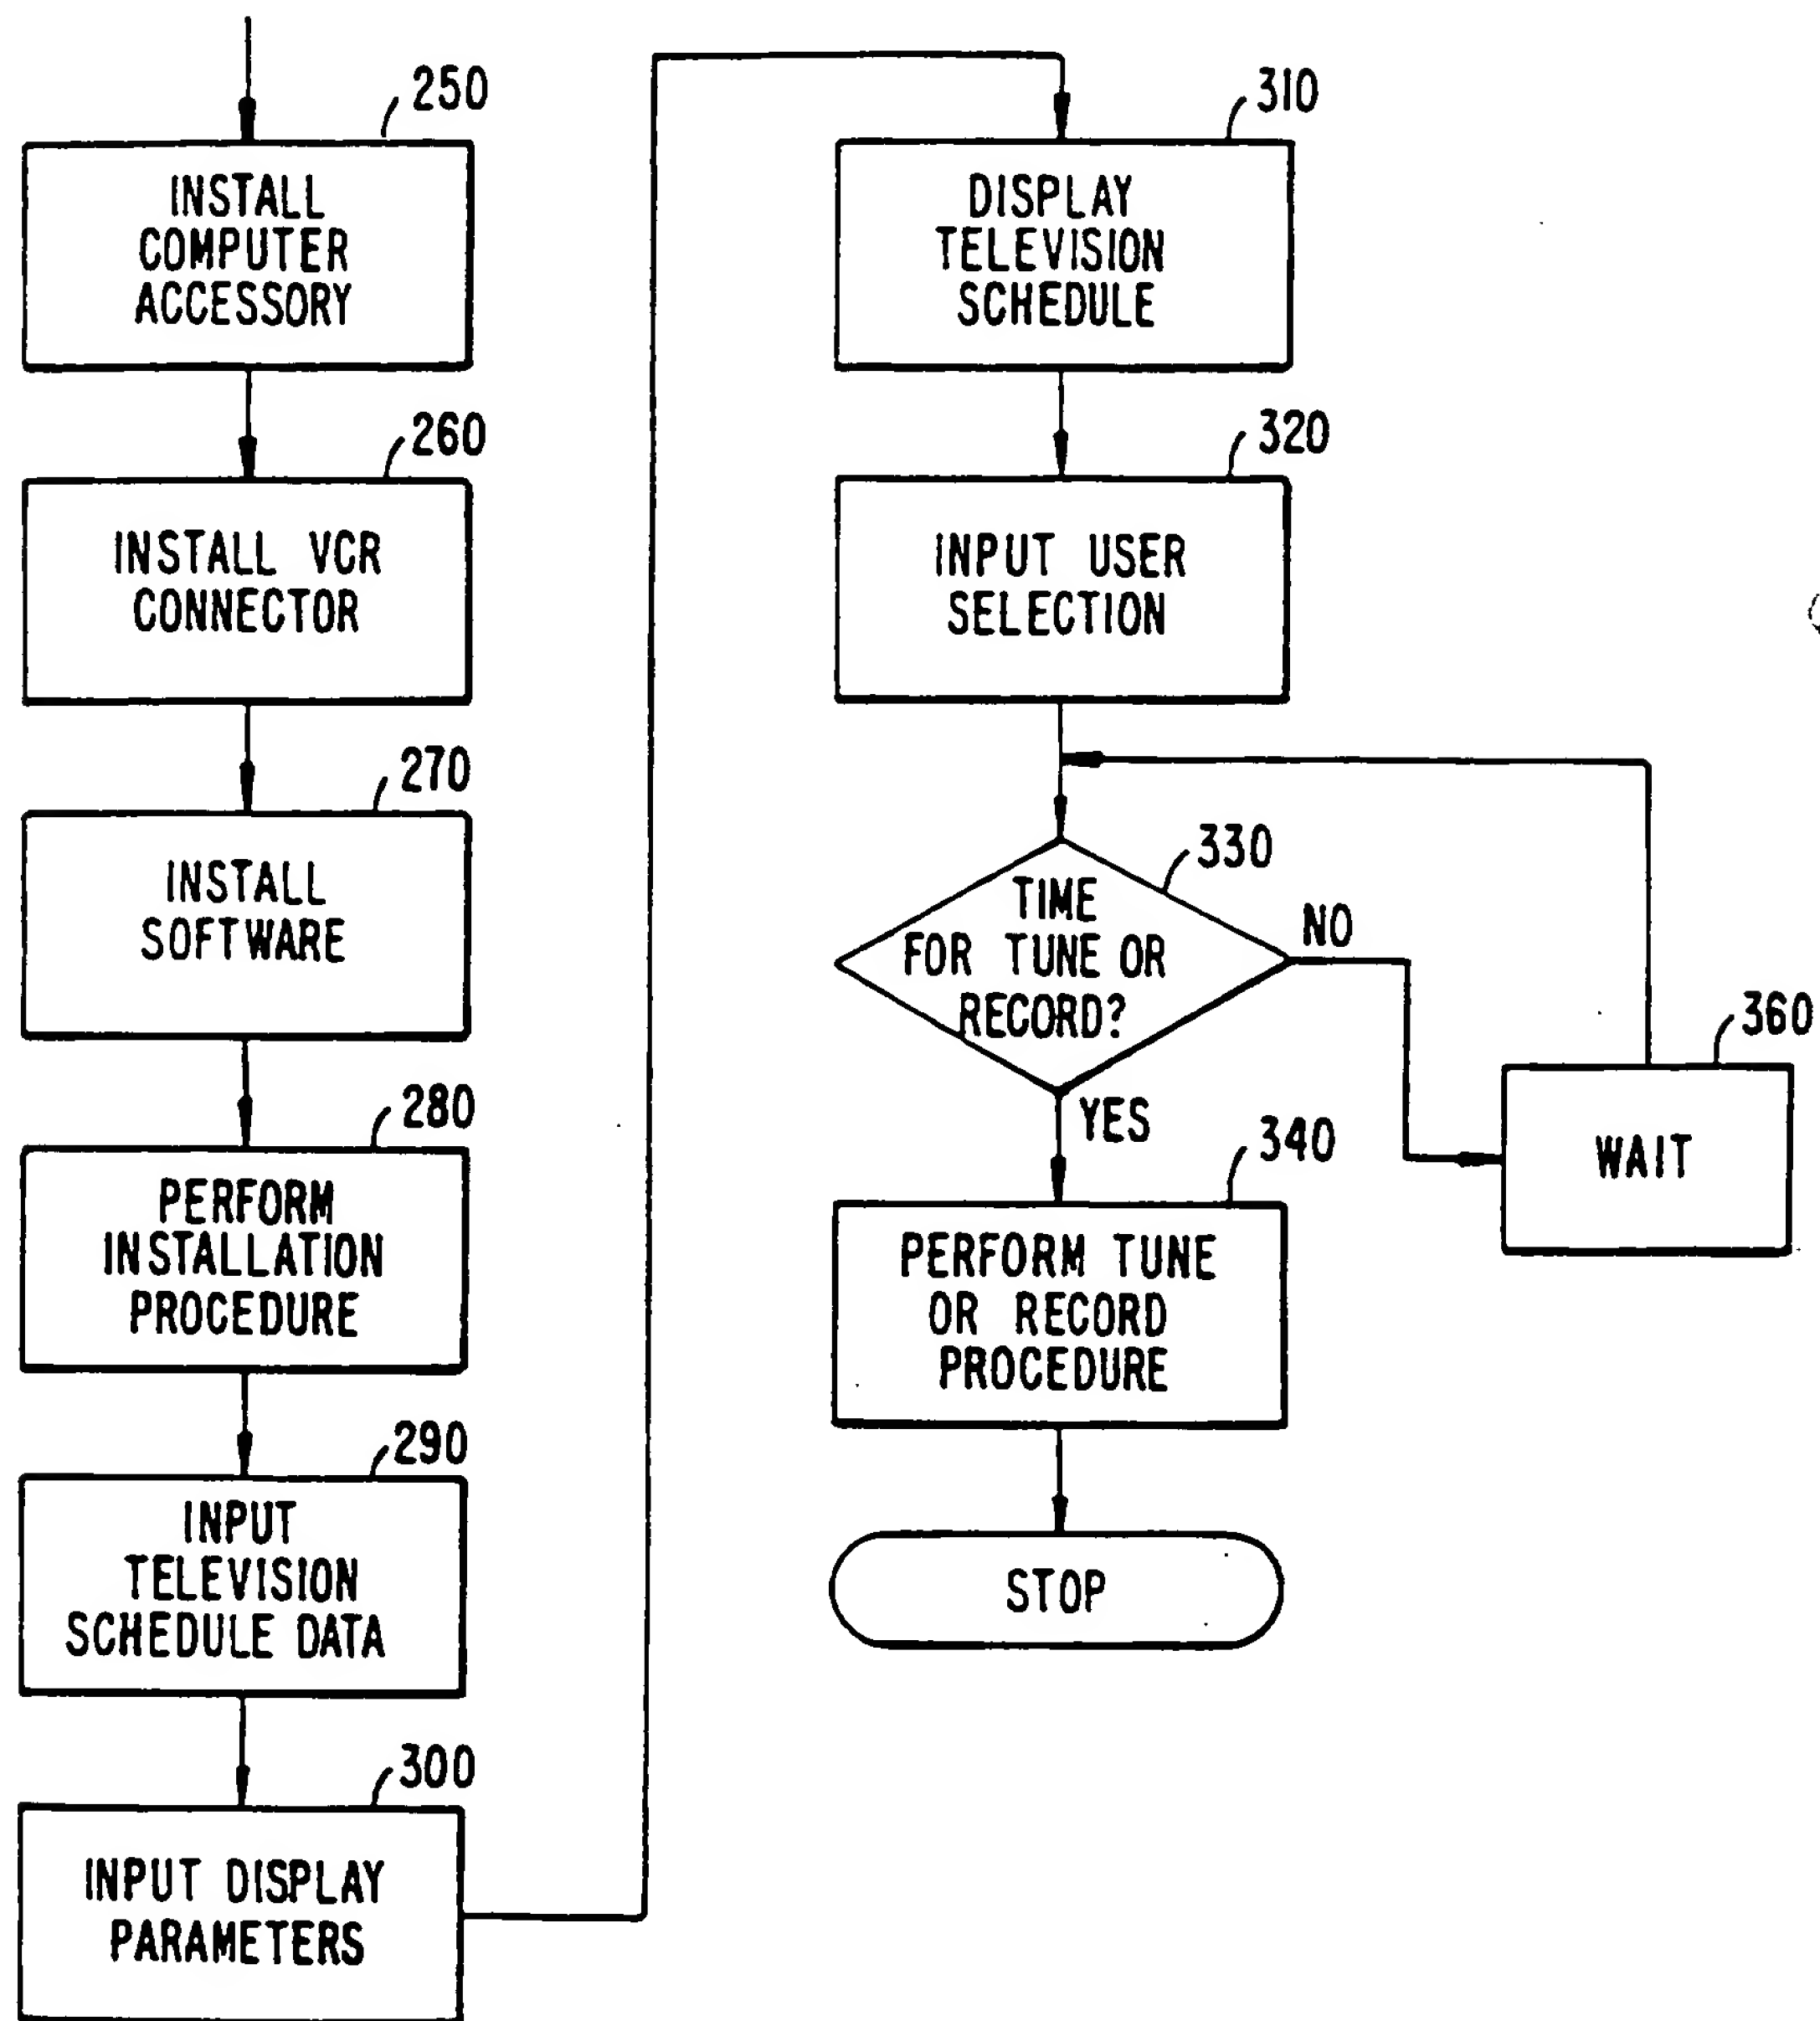 250
INSTALL
COMPUTER
ACCESSORY
260
INSTALL VCR
CONNECTOR
270
INSTALL
SOFTWARE
280
PERFORM
INSTALLATION
PROCEDURE
290
INPUT
TELEVISION
SCHEDULE DATA
300
INPUT DISPLAY
PARAMETERS
310
DISPLAY
TELEVISION
SCHEDULE
320
INPUT USER
SELECTION
330
TIME
FOR TUNE OR
RECORD?
NO
360
WAIT
YES
340
PERFORM TUNE
OR RECORD
PROCEDURE
STOP